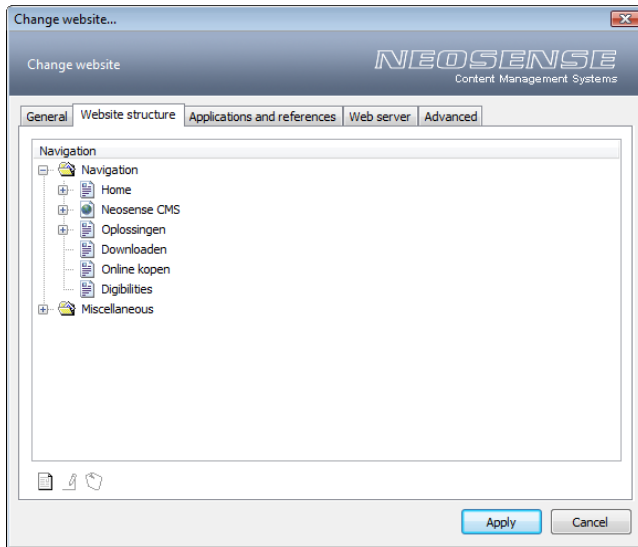 Change website...
Change website
NEOSENSE
Content Management Systems
General Website structure Applications and references Web server Advanced
Navigation
Navigation
Home
Neosense CMS
Oplossingen
Downloaden
Online kopen
Digibilities
Miscellaneous
Apply Cancel